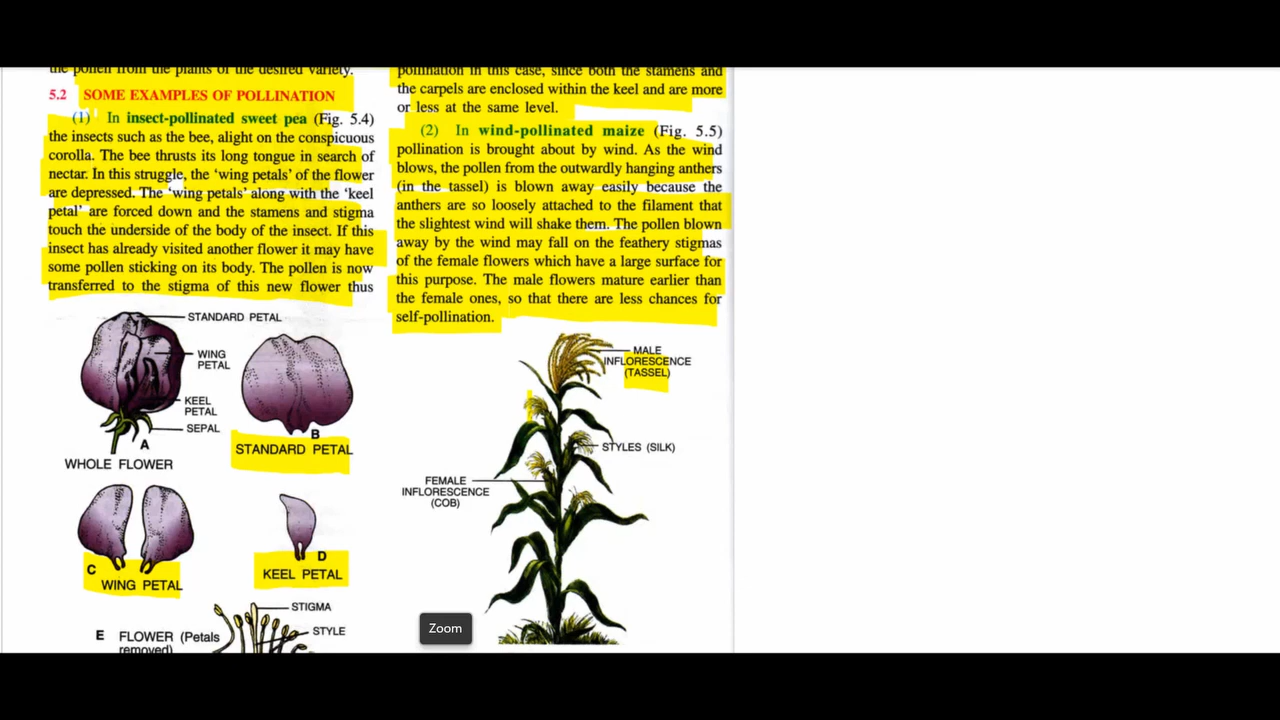 the pollen from the plants of the desired variety.
5.2 SOME EXAMPLES OF POLLINATION
(1) In insect-pollinated sweet pea (Fig. 5.4)
the insects such as the bee, alight on the conspicuous
corolla. The bee thrusts its long tongue in search of
nectar. In this struggle, the ‘wing petals’ of the flower
are depressed. The ‘wing petals’ along with the ‘keel
petal’ are forced down and the stamens and stigma
touch the underside of the body of the insect. If this
insect has already visited another flower it may have
some pollen sticking on its body. The pollen is now
transferred to the stigma of this new flower thus
STANDARD PETAL
WING
PETAL
KEEL
PETAL
SEPAL
A
WHOLE FLOWER
B
STANDARD PETAL
C
WING PETAL
D
KEEL PETAL
STIGMA
STYLE
E FLOWER (Petals
removed)
pollination in this case, since both the stamens and
the carpels are enclosed within the keel and are more
or less at the same level.
(2) In wind-pollinated maize (Fig. 5.5)
pollination is brought about by wind. As the wind
blows, the pollen from the outwardly hanging anthers
(in the tassel) is blown away easily because the
anthers are so loosely attached to the filament that
the slightest wind will shake them. The pollen blown
away by the wind may fall on the feathery stigmas
of the female flowers which have a large surface for
this purpose. The male flowers mature earlier than
the female ones, so that there are less chances for
self-pollination.
MALE
INFLORESCENCE
(TASSEL)
STYLES (SILK)
FEMALE
INFLORESCENCE
(COB)
Zoom